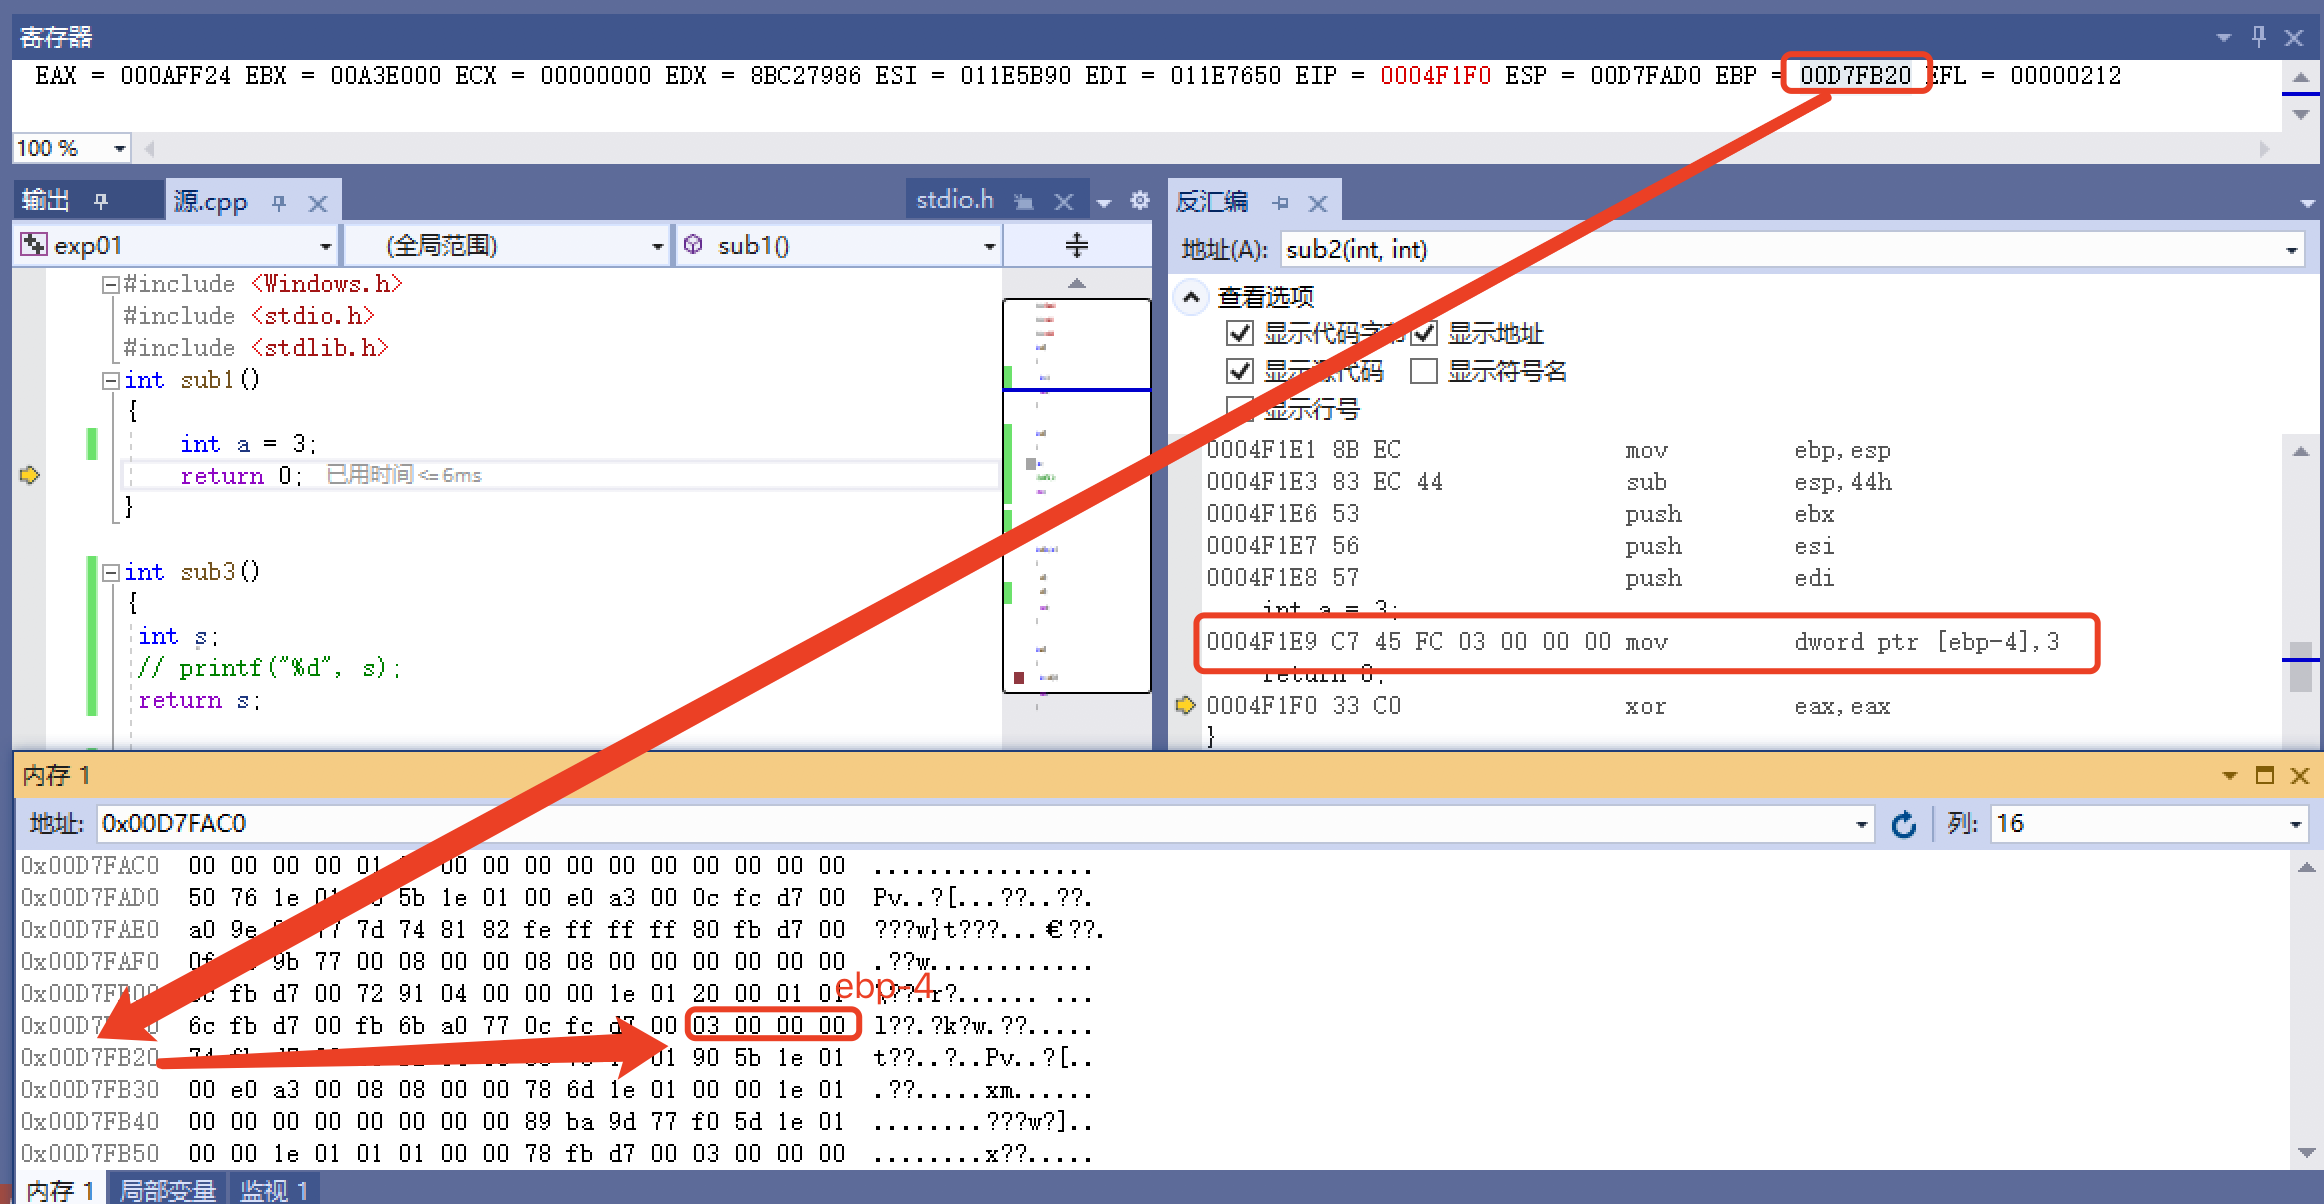 寄存器
EAX = 000AFF24 EBX = 00A3E000 ECX = 00000000 EDX = 8BC27986 ESI = 011E5B90 EDI = 011E7650 EIP = 0004F1F0 ESP = 00D7FAD0 EBP = 00D7FB20 EFL = 00000212
100 %
输出 源.cpp stdio.h
exp01 (全局范围) sub1()
#include <Windows.h>
#include <stdio.h>
#include <stdlib.h>
int sub1()
{
int a = 3;
return 0; 已用时间 <= 6ms
}
int sub3()
{
int s;
// printf("%d", s);
return s;
反汇编
地址(A): sub2(int, int)
查看选项
显示代码字节 显示地址
显示源代码 显示符号名
显示行号
0004F1E1 8B EC mov ebp,esp
0004F1E3 83 EC 44 sub esp,44h
0004F1E6 53 push ebx
0004F1E7 56 push esi
0004F1E8 57 push edi
int a = 3;
0004F1E9 C7 45 FC 03 00 00 00 mov dword ptr [ebp-4],3
return 0;
0004F1F0 33 C0 xor eax,eax
}
内存 1
地址: 0x00D7FAC0 列: 16
0x00D7FAC0 00 00 00 00 01 00 00 00 00 00 00 00 00 00 00 ................
0x00D7FAD0 50 76 1e 01 5b 1e 01 00 e0 a3 00 0c fc d7 00 Pv..?[...??..??.
0x00D7FAE0 a0 9e 77 7d 74 81 82 fe ff ff ff 80 fb d7 00 ???w}t???...€??.
0x00D7FAF0 9b 77 00 08 00 00 08 08 00 00 00 00 00 00 .??w............
fb d7 00 72 91 04 00 00 00 1e 01 20 00 01 01 ebp-4
6c fb d7 00 fb 6b a0 77 0c fc d7 00 03 00 00 00 l??.?k?w.??.....
0x00D7FB20 01 90 5b 1e 01 t??..?..Pv..?[..
0x00D7FB30 00 e0 a3 00 08 08 00 00 78 6d 1e 01 00 00 1e 01 .??.....xm......
0x00D7FB40 00 00 00 00 00 00 00 00 89 ba 9d 77 f0 5d 1e 01 ........???w?]..
0x00D7FB50 00 00 1e 01 01 01 00 00 78 fb d7 00 03 00 00 00 ........x??.....
内存 1 局部变量 监视 1